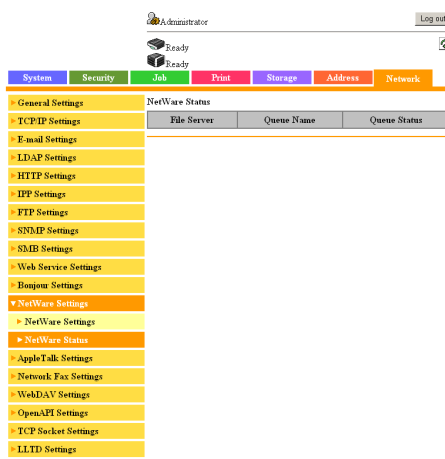 Administrator
Log out
Ready
Ready
System Security Job Print Storage Address Network
General Settings
TCP/IP Settings
E-mail Settings
LDAP Settings
HTTP Settings
IPP Settings
FTP Settings
SNMP Settings
SMB Settings
Web Service Settings
Bonjour Settings
NetWare Settings
NetWare Settings
NetWare Status
AppleTalk Settings
Network Fax Settings
WebDAV Settings
OpenAPI Settings
TCP Socket Settings
LLTD Settings
NetWare Status
File Server Queue Name Queue Status